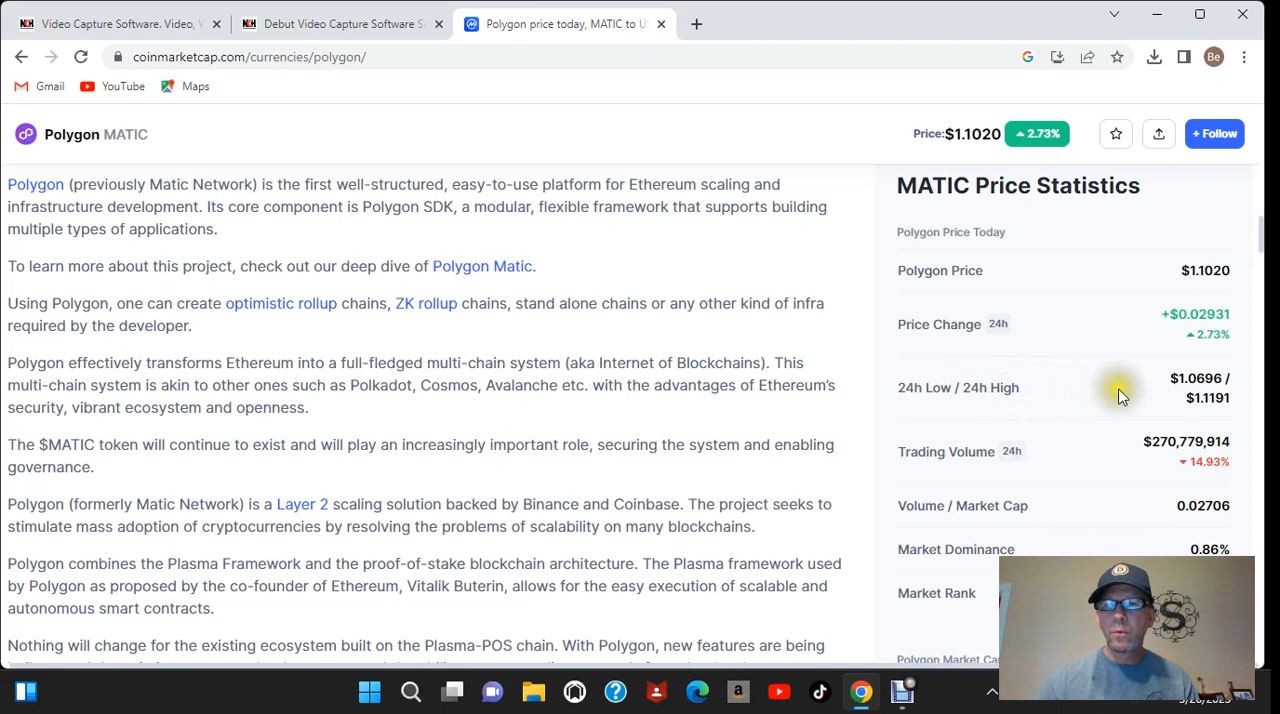 Video Capture Software. Video, V
Debut Video Capture Software S
Polygon price today, MATIC to U
coinmarketcap.com/currencies/polygon/
Be
Gmail
YouTube
Maps
Polygon MATIC
Price:$1.1020
2.73%
+ Follow
Polygon (previously Matic Network) is the first well-structured, easy-to-use platform for Ethereum scaling and
infrastructure development. Its core component is Polygon SDK, a modular, flexible framework that supports building
multiple types of applications.
To learn more about this project, check out our deep dive of Polygon Matic.
Using Polygon, one can create optimistic rollup chains, ZK rollup chains, stand alone chains or any other kind of infra
required by the developer.
Polygon effectively transforms Ethereum into a full-fledged multi-chain system (aka Internet of Blockchains). This
multi-chain system is akin to other ones such as Polkadot, Cosmos, Avalanche etc. with the advantages of Ethereum's
security, vibrant ecosystem and openness.
The $MATIC token will continue to exist and will play an increasingly important role, securing the system and enabling
governance.
Polygon (formerly Matic Network) is a Layer 2 scaling solution backed by Binance and Coinbase. The project seeks to
stimulate mass adoption of cryptocurrencies by resolving the problems of scalability on many blockchains.
Polygon combines the Plasma Framework and the proof-of-stake blockchain architecture. The Plasma framework used
by Polygon as proposed by the co-founder of Ethereum, Vitalik Buterin, allows for the easy execution of scalable and
autonomous smart contracts.
Nothing will change for the existing ecosystem built on the Plasma-POS chain. With Polygon, new features are being
MATIC Price Statistics
Polygon Price Today
Polygon Price
$1.1020
Price Change 24h
+$0.02931
2.73%
24h Low / 24h High
$1.0696 /
$1.1191
Trading Volume 24h
$270,779,914
14.93%
Volume / Market Cap
0.02706
Market Dominance
0.86%
Market Rank
Polygon Market Ca
S